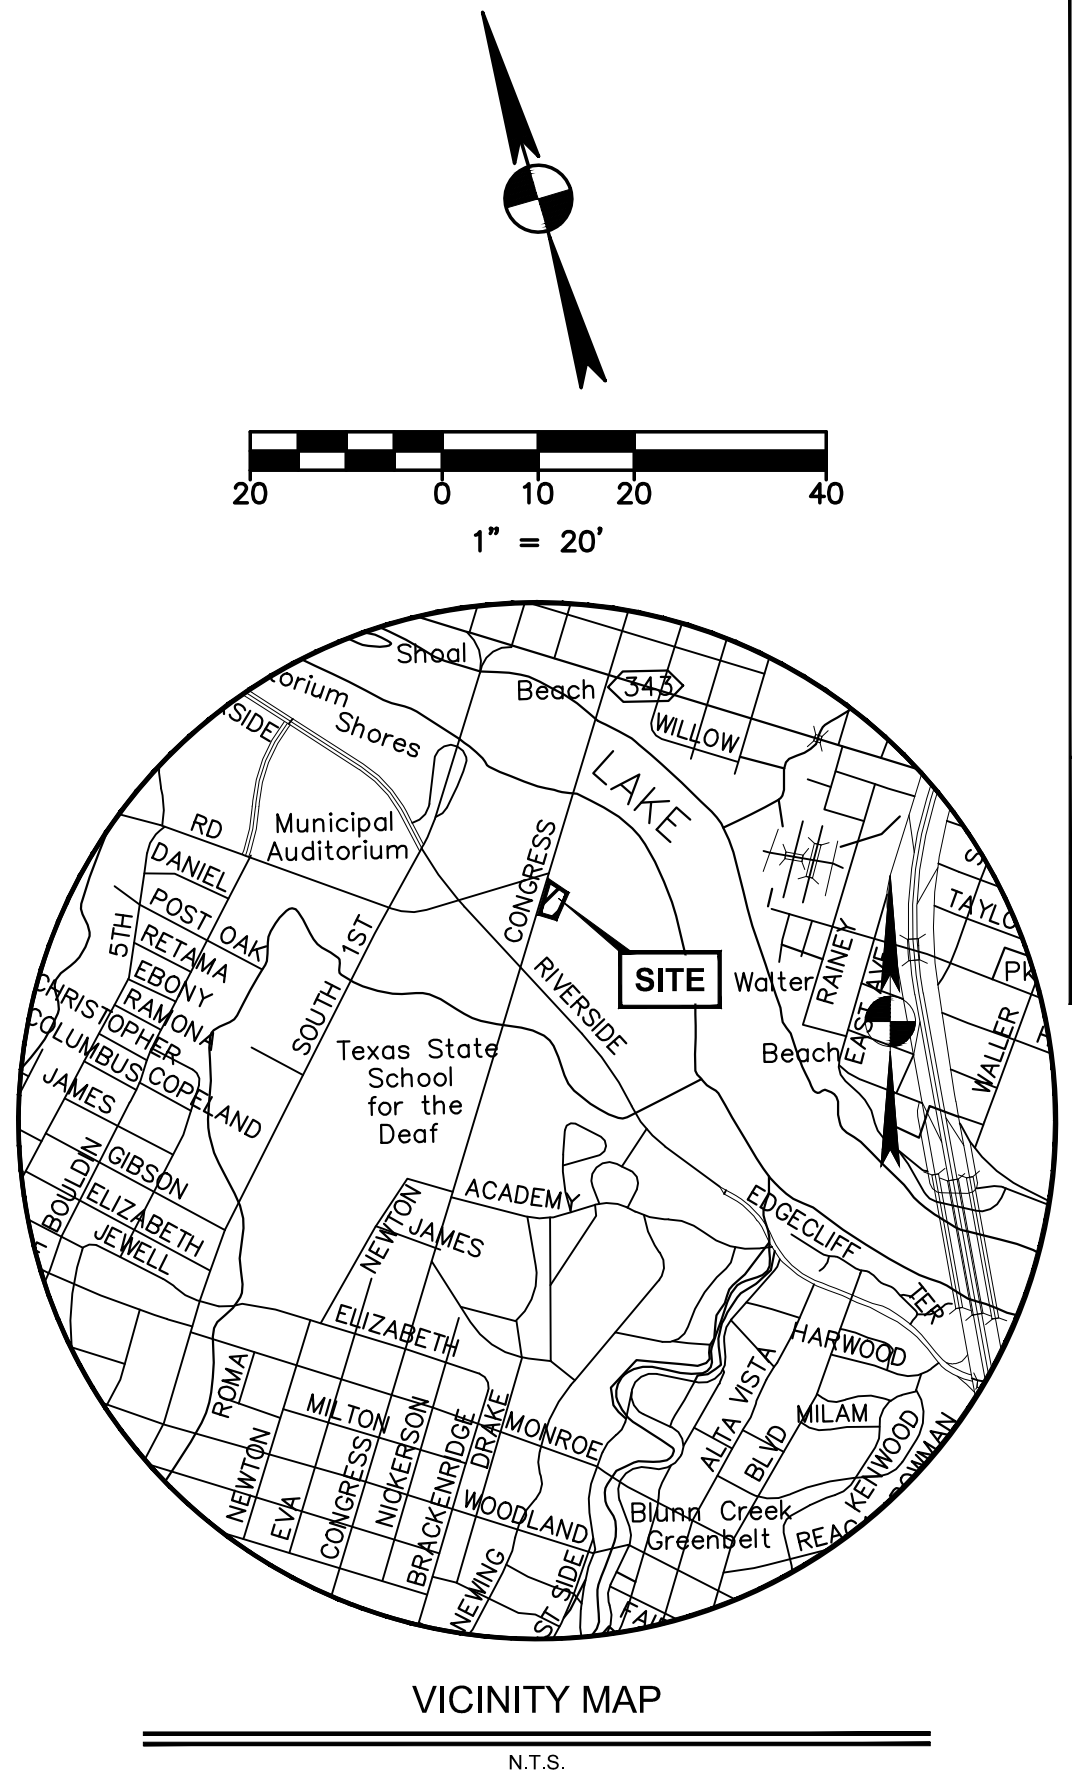 20 0 10 20 40
1" = 20'
Shoal
Beach
343
torium
Shores
WILLOW
LAKE
RD
Municipal
Auditorium
DANIEL
CONGRESS
POST OAK
5TH
RETAMA
EBONY
RAMONA
CHRISTOPHER
COLUMBUS
COPELAND
JAMES
SOUTH 1ST
RIVERSIDE
SITE
Walter
Beach
RAINEY
EAST AVE
PK
WALLER
Texas State
School
for the
Deaf
BOULDIN
GIBSON
ELIZABETH
JEWELL
ACADEMY
NEWTON
JAMES
EDGECLIFF
TER
ELIZABETH
HARWOOD
ROMA
MILTON
MONROE
ALTA VISTA
BLVD
MILAM
KENWOOD
NEWTON
EVA
CONGRESS
NICKERSON
BRACKENRIDGE
DRAKE
WOODLAND
Blunn Creek
Greenbelt
NEWING
ST SIDE
VICINITY MAP
N.T.S.